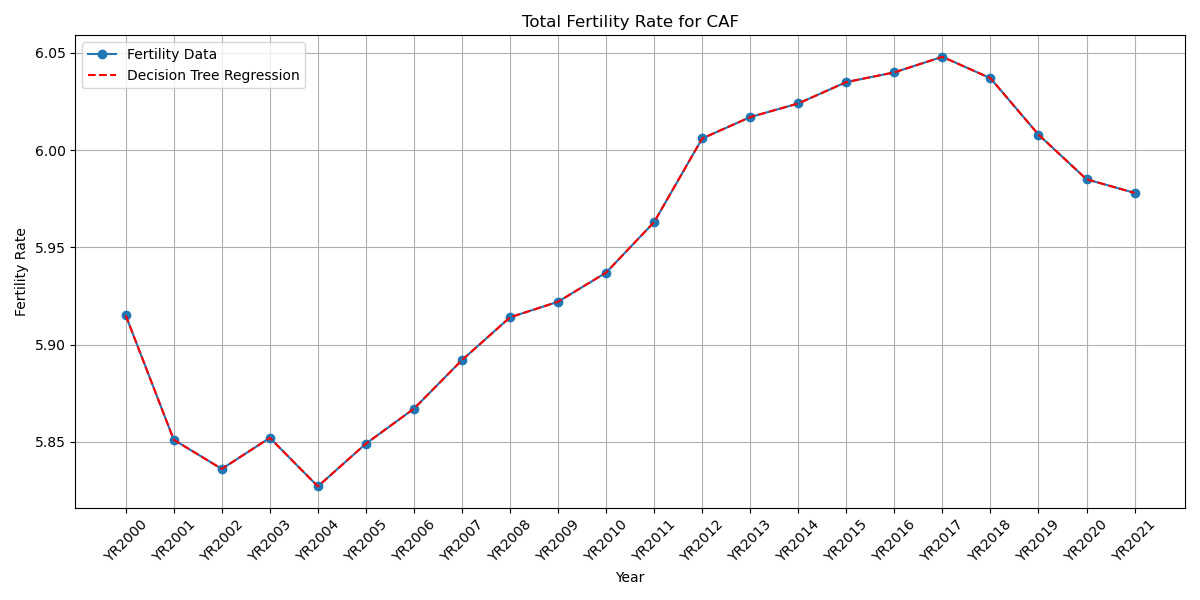 Total Fertility Rate for CAF
Fertility Data
Decision Tree Regression
6.05
6.00
5.95
5.90
5.85
Fertility Rate
YR2000
YR2001
YR2002
YR2003
YR2004
YR2005
YR2006
YR2007
YR2008
YR2009
YR2010
YR2011
YR2012
YR2013
YR2014
YR2015
YR2016
YR2017
YR2018
YR2019
YR2020
YR2021
Year